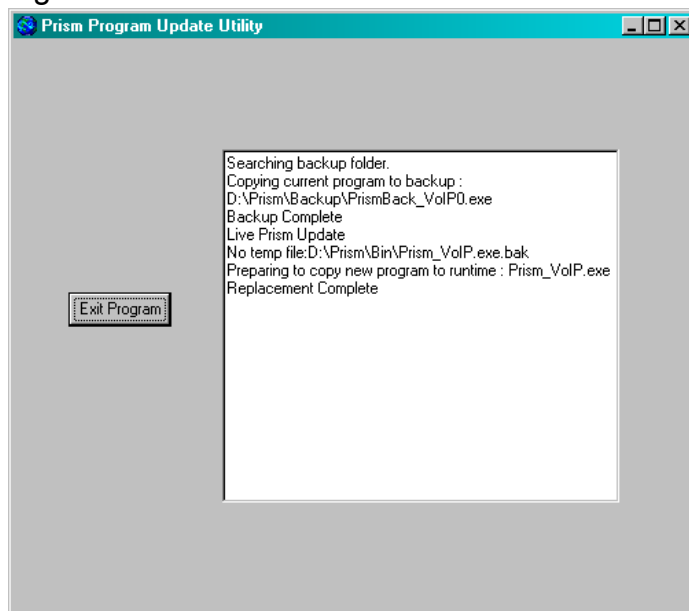 Prism Program Update Utility
Searching backup folder.
Copying current program to backup :
D:\Prism\Backup\PrismBack_VoIP0.exe
Backup Complete
Live Prism Update
No temp file:D:\Prism\Bin\Prism_VoIP.exe.bak
Preparing to copy new program to runtime : Prism_VoIP.exe
Replacement Complete
Exit Program